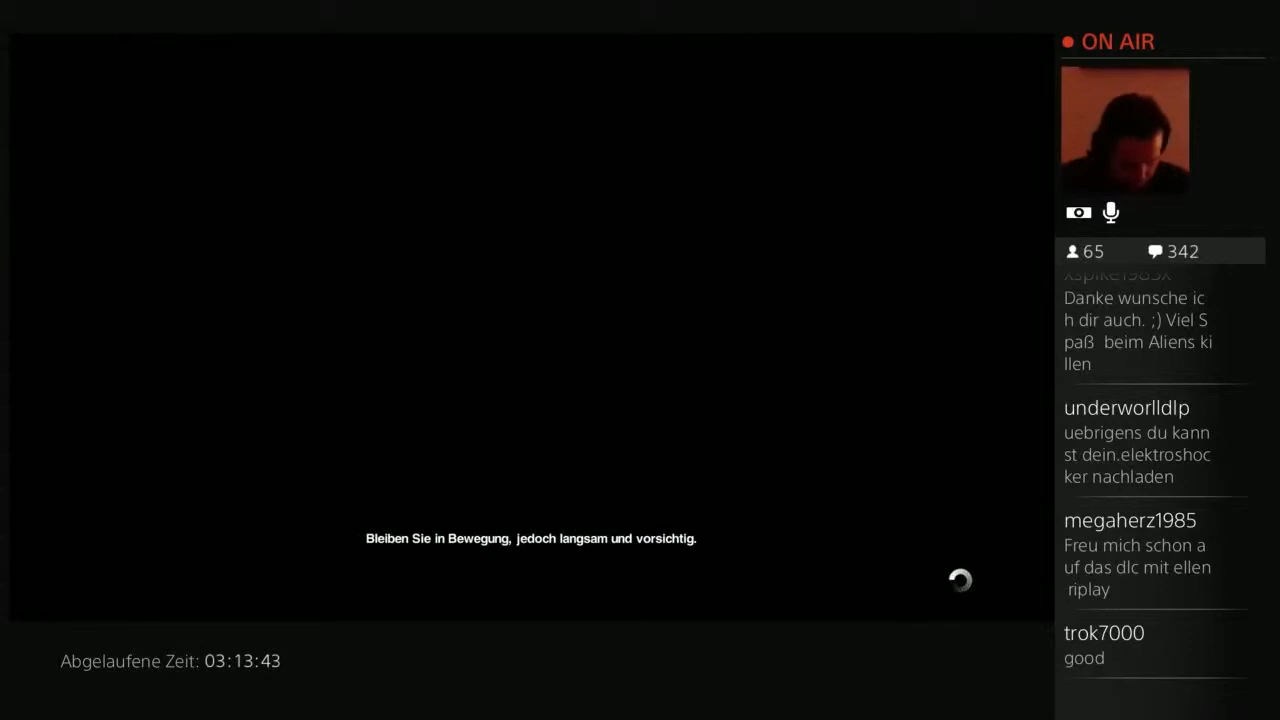 ON AIR
65 342
xspike1985x
Danke wunsche ic
h dir auch. ;) Viel S
paß beim Aliens ki
llen
underworlldlp
uebrigens du kann
st dein.elektroshoc
ker nachladen
megaherz1985
Freu mich schon a
uf das dlc mit ellen
riplay
trok7000
good
Bleiben Sie in Bewegung, jedoch langsam und vorsichtig.
Abgelaufene Zeit: 03:13:43